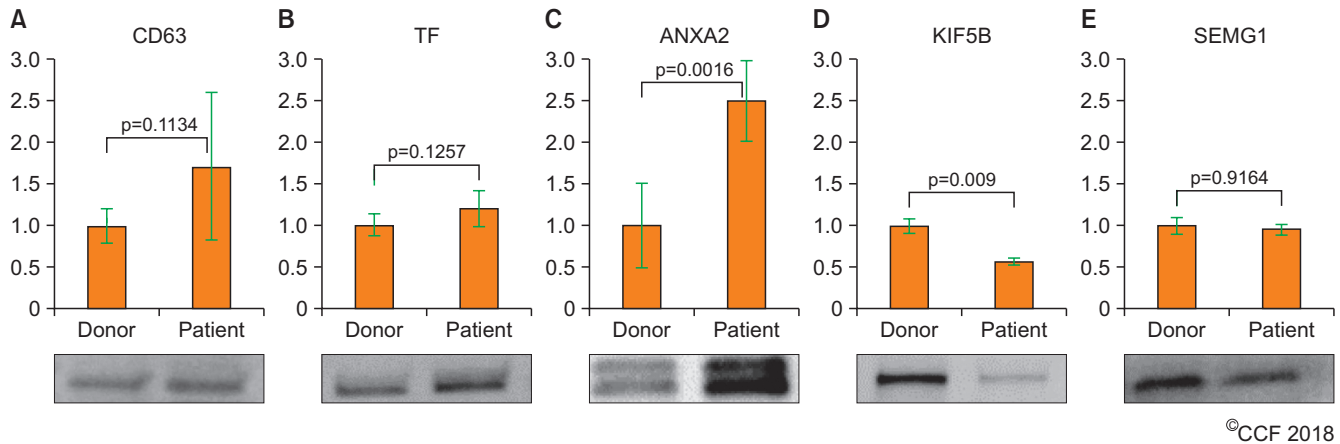 A
CD63
3.0
2.5
2.0
1.5
1.0
0.5
0
p=0.1134
Donor
Patient
B
TF
3.0
2.5
2.0
1.5
1.0
0.5
0
p=0.1257
Donor
Patient
C
ANXA2
3.0
2.5
2.0
1.5
1.0
0.5
0
p=0.0016
Donor
Patient
D
KIF5B
3.0
2.5
2.0
1.5
1.0
0.5
0
p=0.009
Donor
Patient
E
SEMG1
3.0
2.5
2.0
1.5
1.0
0.5
0
p=0.9164
Donor
Patient
©CCF 2018